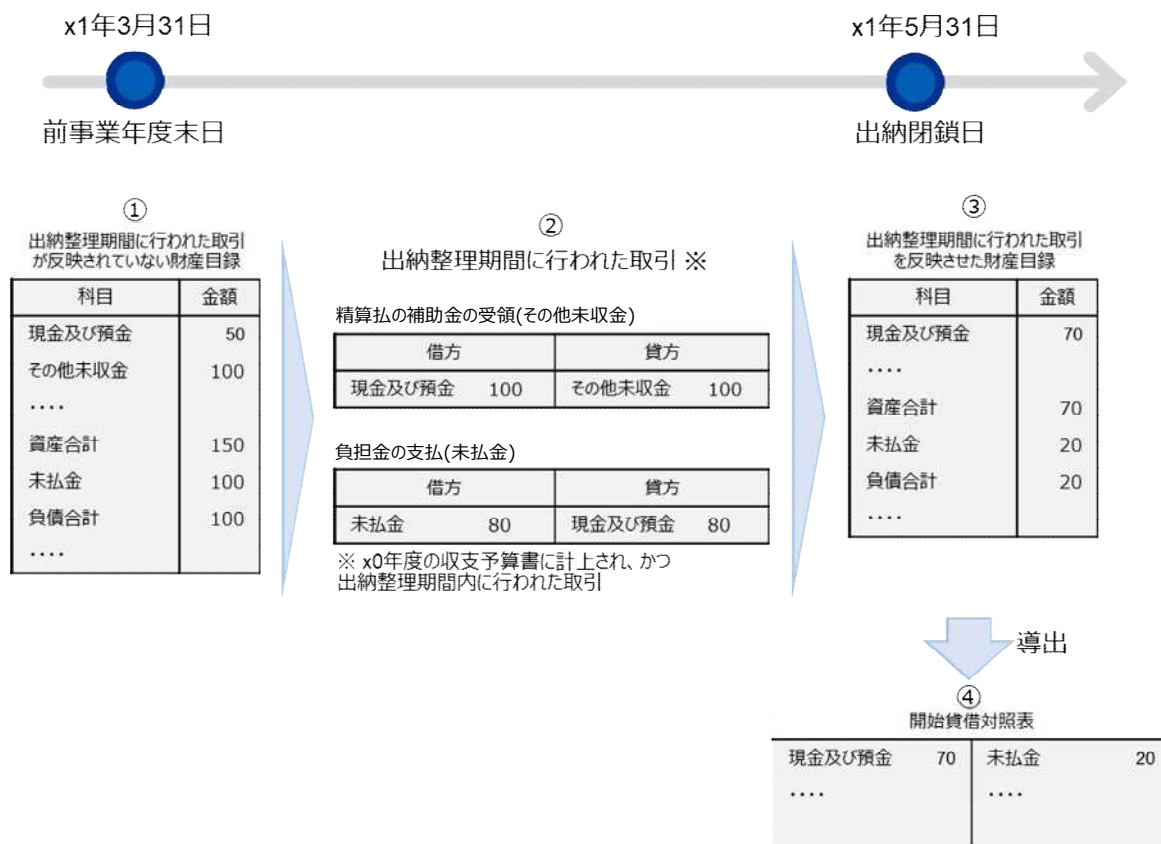 x1年3月31日
x1年5月31日
前事業年度末日
出納閉鎖日
①
出納整理期間に行われた取引
が反映されていない財産目録
科目 金額
現金及び預金 50
その他未収金 100
‥‥
資産合計 150
未払金 100
負債合計 100
‥‥
②
出納整理期間に行われた取引 ※
精算払の補助金の受領(その他未収金)
借方 貸方
現金及び預金 100 その他未収金 100
負担金の支払(未払金)
借方 貸方
未払金 80 現金及び預金 80
※ x0年度の収支予算書に計上され、かつ
出納整理期間内に行われた取引
③
出納整理期間に行われた取引
を反映させた財産目録
科目 金額
現金及び預金 70
‥‥
資産合計 70
未払金 20
負債合計 20
‥‥
導出
④
開始貸借対照表
現金及び預金 70 未払金 20
‥‥ ‥‥